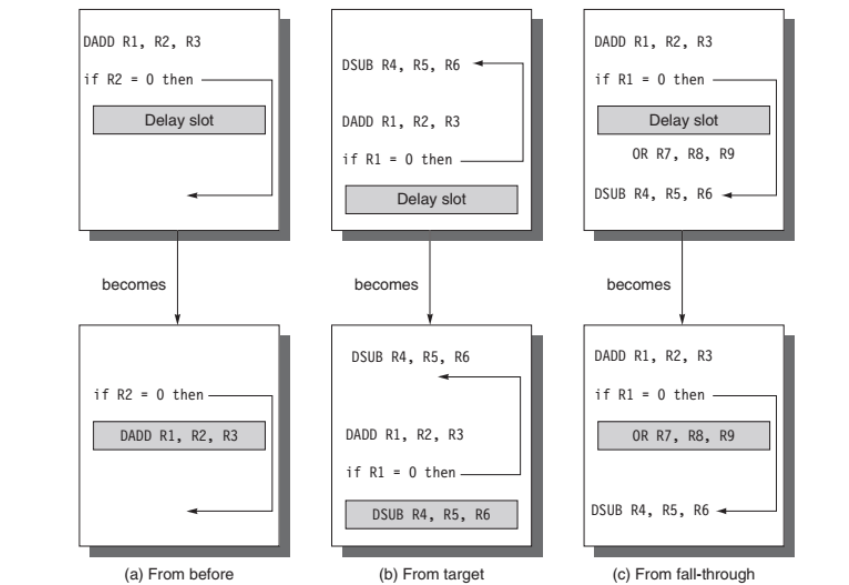 DADD R1, R2, R3
if R2 = 0 then
Delay slot
DSUB R4, R5, R6
DADD R1, R2, R3
if R1 = 0 then
Delay slot
DADD R1, R2, R3
if R1 = 0 then
Delay slot
OR R7, R8, R9
DSUB R4, R5, R6
becomes
becomes
becomes
if R2 = 0 then
DADD R1, R2, R3
DSUB R4, R5, R6
DADD R1, R2, R3
if R1 = 0 then
DSUB R4, R5, R6
DADD R1, R2, R3
if R1 = 0 then
OR R7, R8, R9
DSUB R4, R5, R6
(a) From before
(b) From target
(c) From fall-through